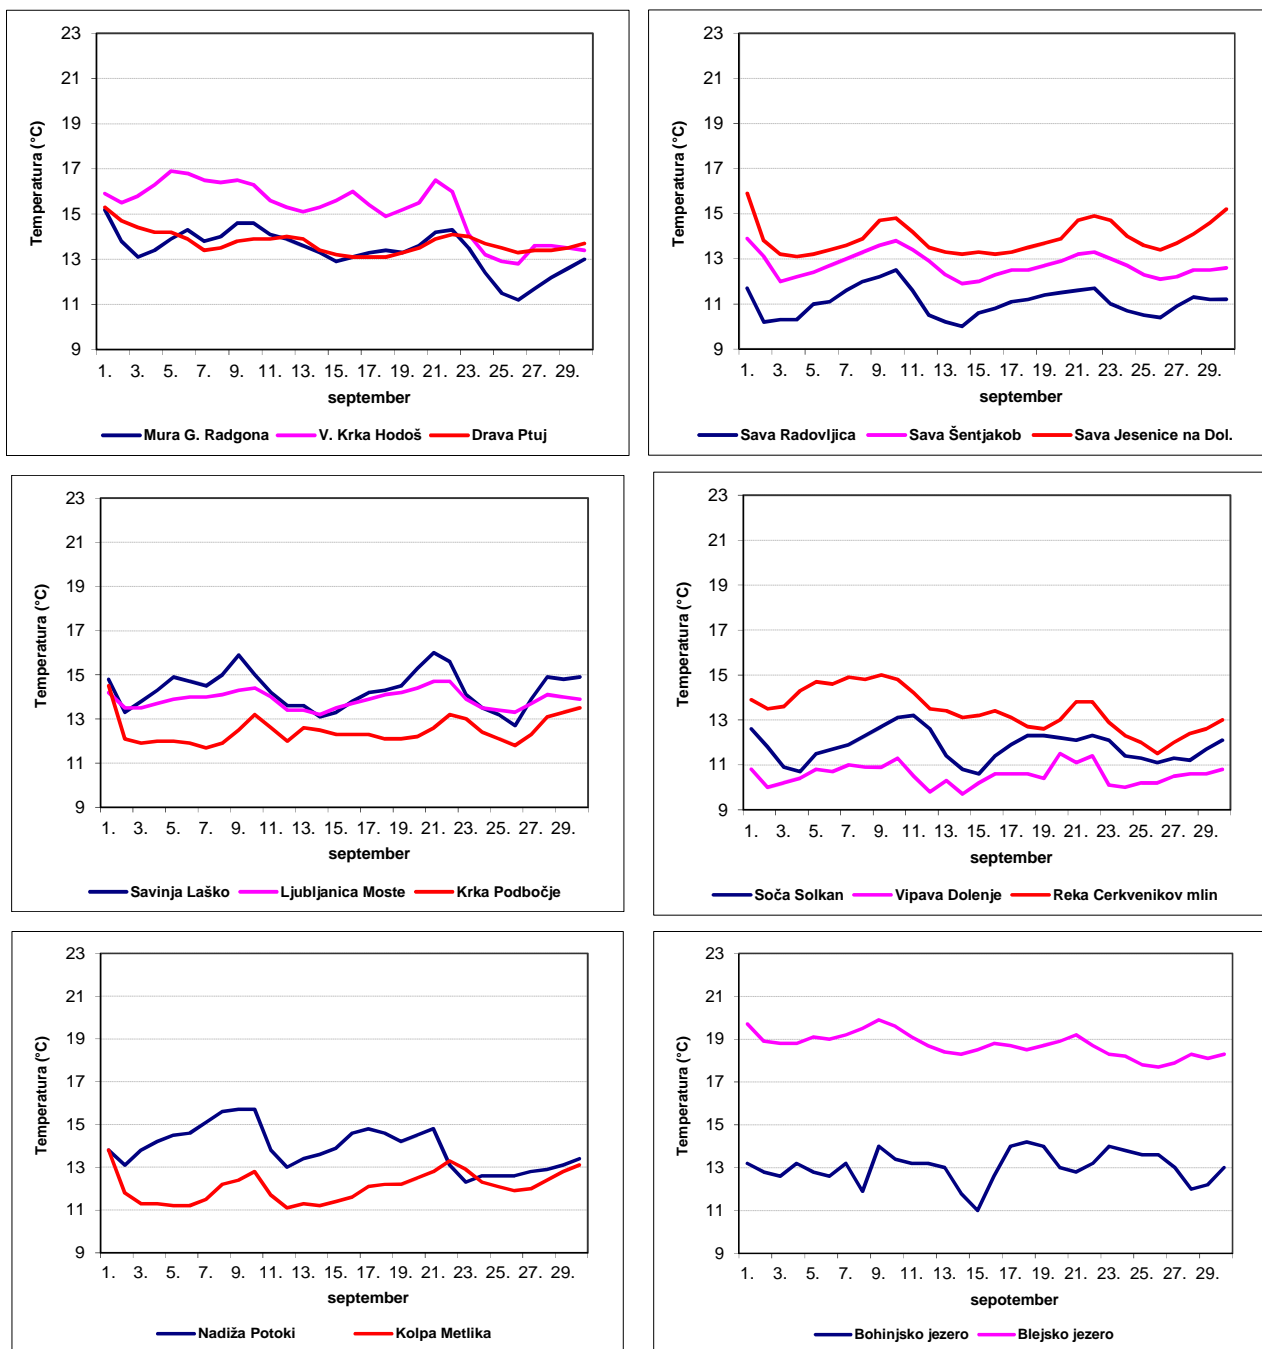 23
21
19
17
15
13
11
9
Temperatura (°C)
1. 3. 5. 7. 9. 11. 13. 15. 17. 19. 21. 23. 25. 27. 29.
september
Mura G. Radgona V. Krka Hodoš Drava Ptuj
23
21
19
17
15
13
11
9
Temperatura (°C)
1. 3. 5. 7. 9. 11. 13. 15. 17. 19. 21. 23. 25. 27. 29.
september
Sava Radovljica Sava Šentjakob Sava Jesenice na Dol.
23
21
19
17
15
13
11
9
Temperatura (°C)
1. 3. 5. 7. 9. 11. 13. 15. 17. 19. 21. 23. 25. 27. 29.
september
Savinja Laško Ljubljanica Moste Krka Podbočje
23
21
19
17
15
13
11
9
Temperatura (°C)
1. 3. 5. 7. 9. 11. 13. 15. 17. 19. 21. 23. 25. 27. 29.
september
Soča Solkan Vipava Dolenje Reka Cerkvenikov mlin
23
21
19
17
15
13
11
9
Temperatura (°C)
1. 3. 5. 7. 9. 11. 13. 15. 17. 19. 21. 23. 25. 27. 29.
september
Nadiža Potoki Kolpa Metlika
23
21
19
17
15
13
11
9
Temperatura (°C)
1. 3. 5. 7. 9. 11. 13. 15. 17. 19. 21. 23. 25. 27. 29.
sepotember
Bohinjsko jezero Blejsko jezero